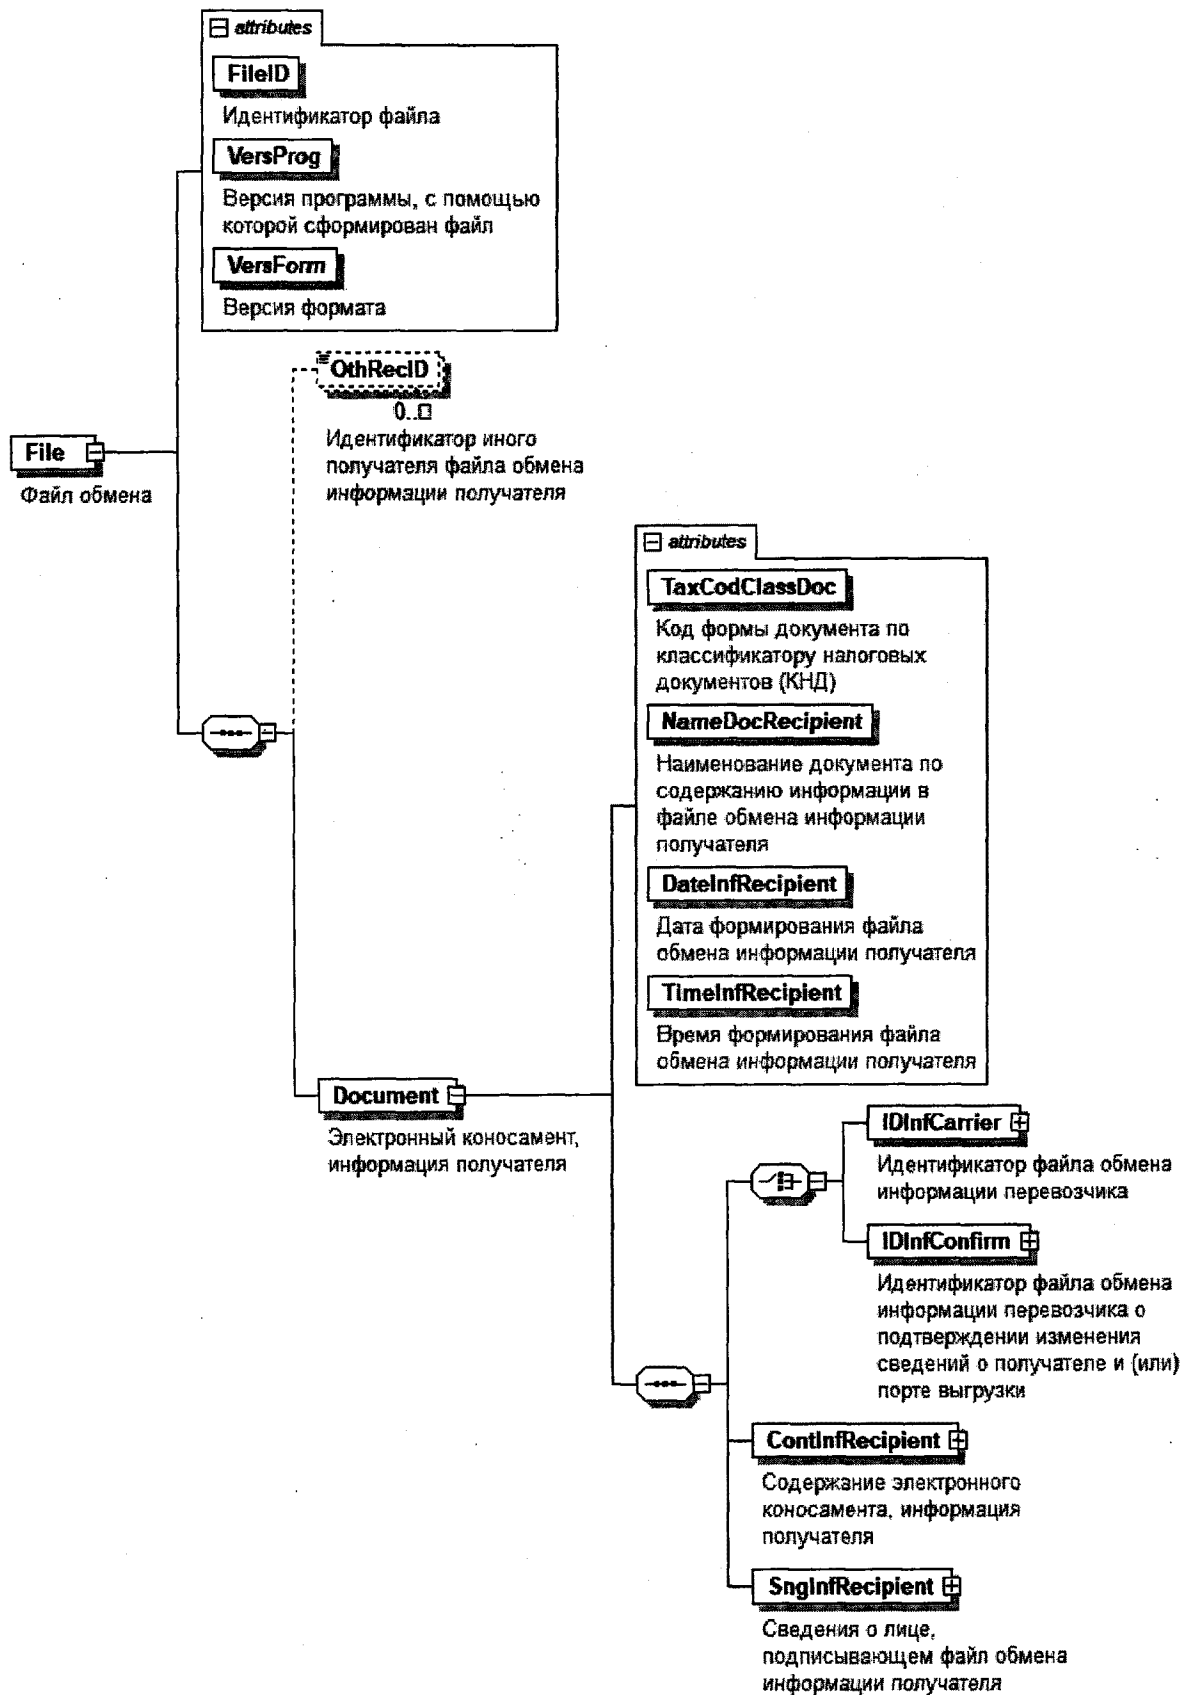 attributes
FileID
Идентификатор файла
VersProg
Версия программы, с помощью
которой сформирован файл
VersForm
Версия формата
OthRecID
0..□
Идентификатор иного
получателя файла обмена
информации получателя
File
Файл обмена
attributes
TaxCodClassDoc
Код формы документа по
классификатору налоговых
документов (КНД)
NameDocRecipient
Наименование документа по
содержанию информации в
файле обмена информации
получателя
DateInfRecipient
Дата формирования файла
обмена информации получателя
TimeInfRecipient
Время формирования файла
обмена информации получателя
Document
Электронный коносамент,
информация получателя
IDInfCarrier
Идентификатор файла обмена
информации перевозчика
IDInfConfirm
Идентификатор файла обмена
информации перевозчика о
подтверждении изменения
сведений о получателе и (или)
порте выгрузки
ContInfRecipient
Содержание электронного
коносамента, информация
получателя
SngInfRecipient
Сведения о лице,
подписывающем файл обмена
информации получателя